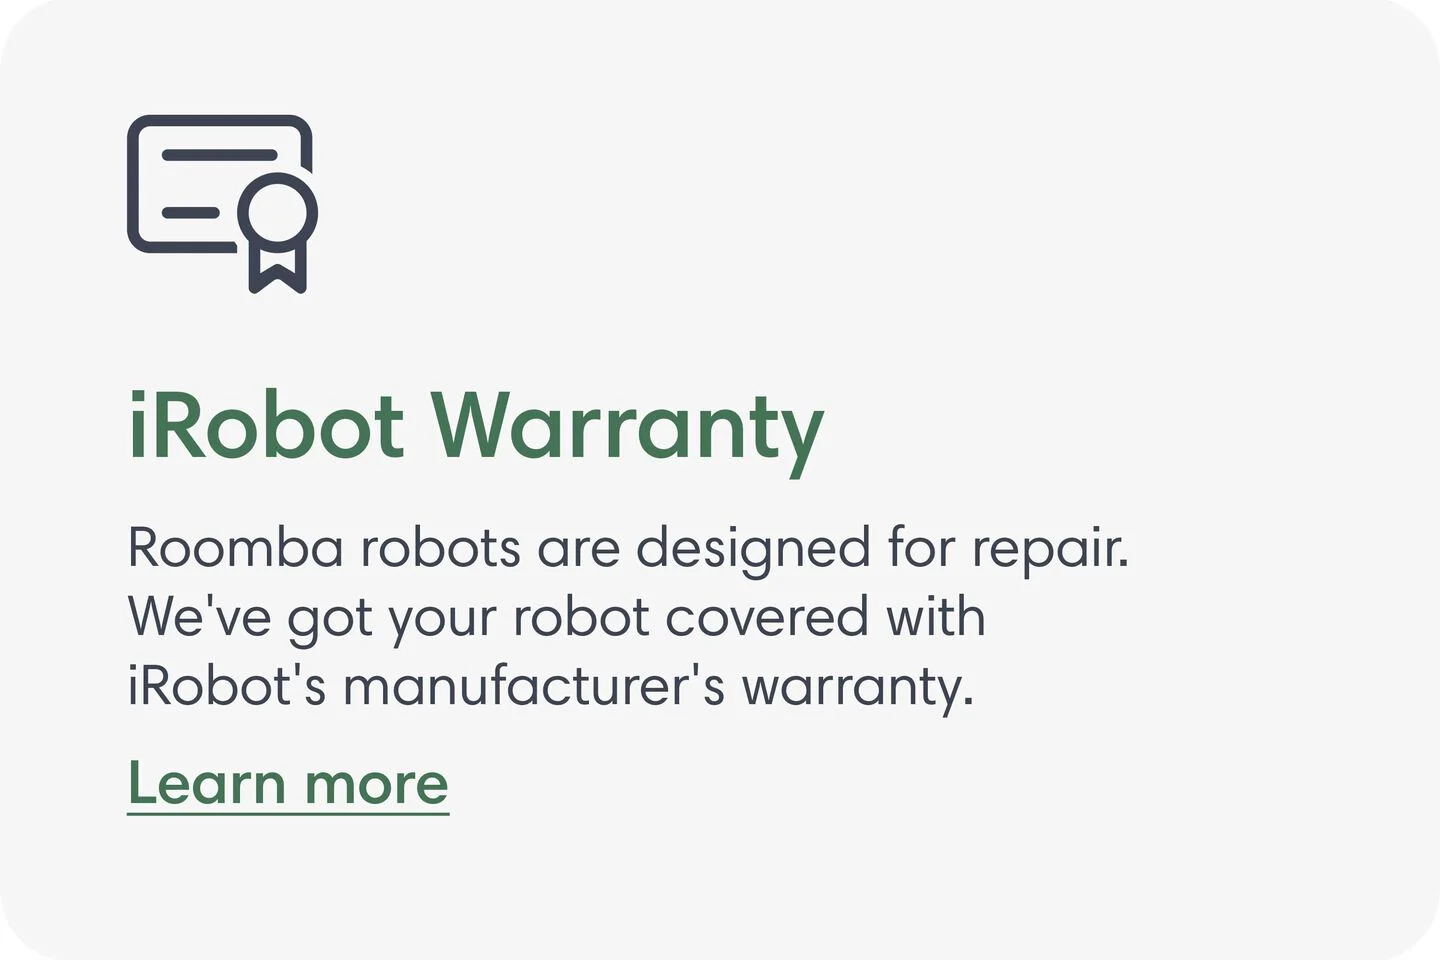 iRobot Warranty
Roomba robots are designed for repair.
We've got your robot covered with
iRobot's manufacturer's warranty.
Learn more